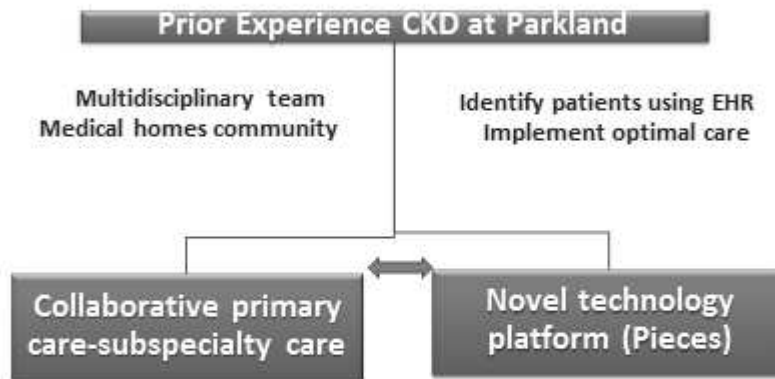 Prior Experience CKD at Parkland
Multidisciplinary team
Medical homes community
Identify patients using EHR
Implement optimal care
Collaborative primary
care-subspecialty care
Novel technology
platform (Pieces)